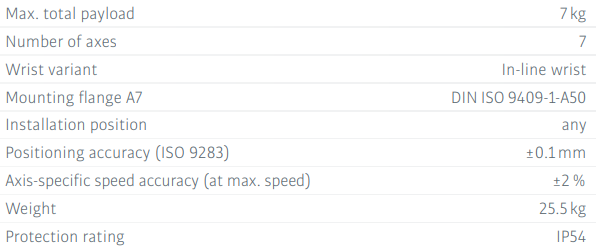 Max. total payload 7 kg
Number of axes 7
Wrist variant In-line wrist
Mounting flange A7 DIN ISO 9409-1-A50
Installation position any
Positioning accuracy (ISO 9283) ±0.1 mm
Axis-specific speed accuracy (at max. speed) ±2 %
Weight 25.5 kg
Protection rating IP54